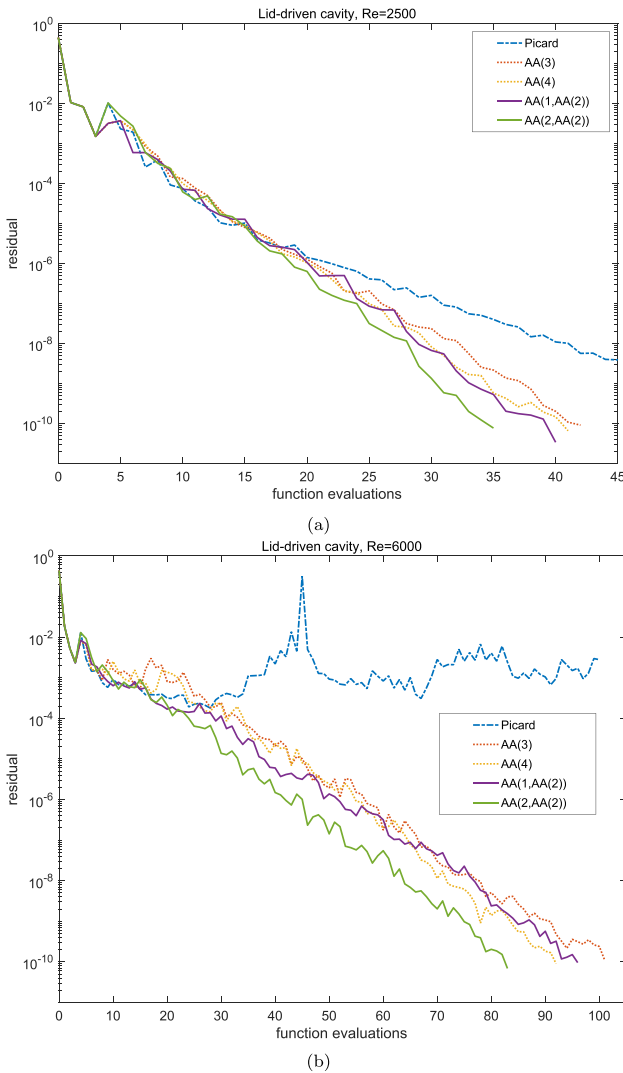 Lid-driven cavity, Re=2500
10^0
10^-2
10^-4
10^-6
10^-8
10^-10
residual
Picard
AA(3)
AA(4)
AA(1,AA(2))
AA(2,AA(2))
0 5 10 15 20 25 30 35 40 45
function evaluations
(a)
Lid-driven cavity, Re=6000
10^0
10^-2
10^-4
10^-6
10^-8
10^-10
residual
Picard
AA(3)
AA(4)
AA(1,AA(2))
AA(2,AA(2))
0 10 20 30 40 50 60 70 80 90 100
function evaluations
(b)